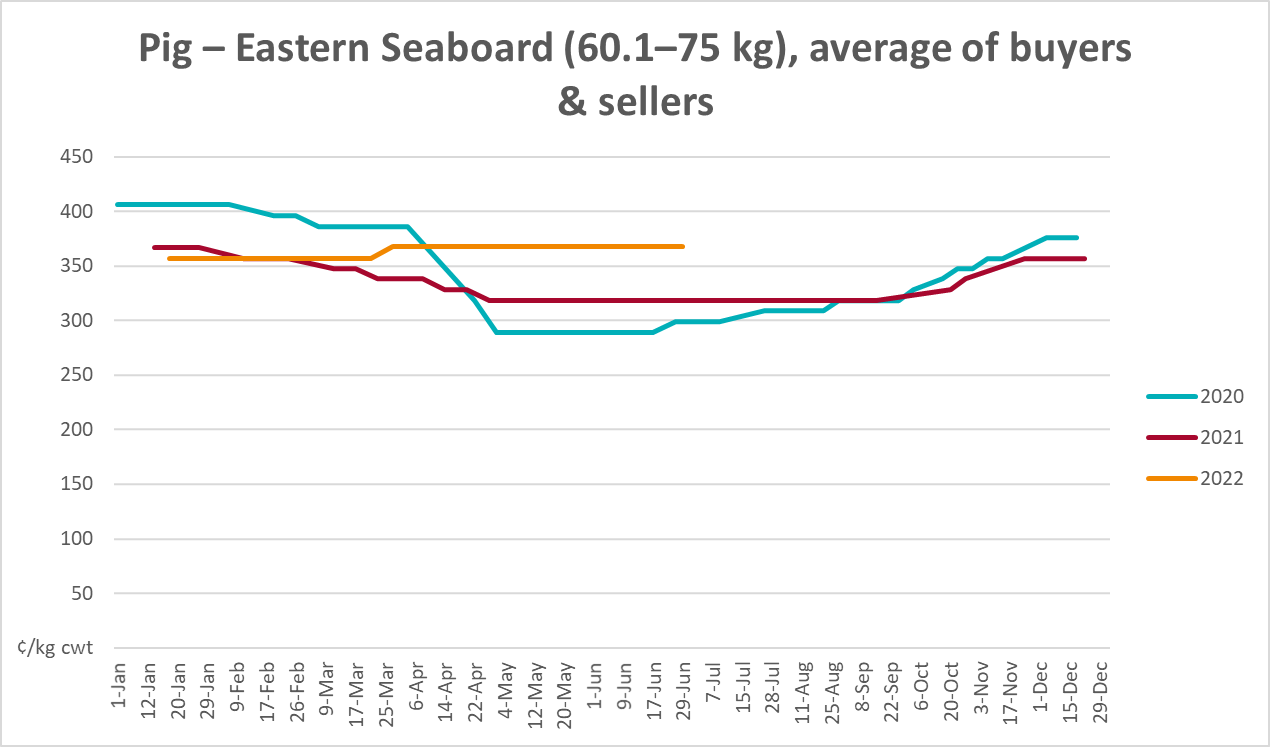 Pig – Eastern Seaboard (60.1–75 kg), average of buyers
& sellers
450
400
350
300
250
200
150
100
50
¢/kg cwt
1-Jan
12-Jan
20-Jan
29-Jan
9-Feb
17-Feb
26-Feb
9-Mar
17-Mar
25-Mar
6-Apr
14-Apr
22-Apr
4-May
12-May
20-May
1-Jun
9-Jun
17-Jun
29-Jun
7-Jul
15-Jul
28-Jul
11-Aug
25-Aug
8-Sep
22-Sep
6-Oct
20-Oct
3-Nov
17-Nov
1-Dec
15-Dec
29-Dec
2020
2021
2022